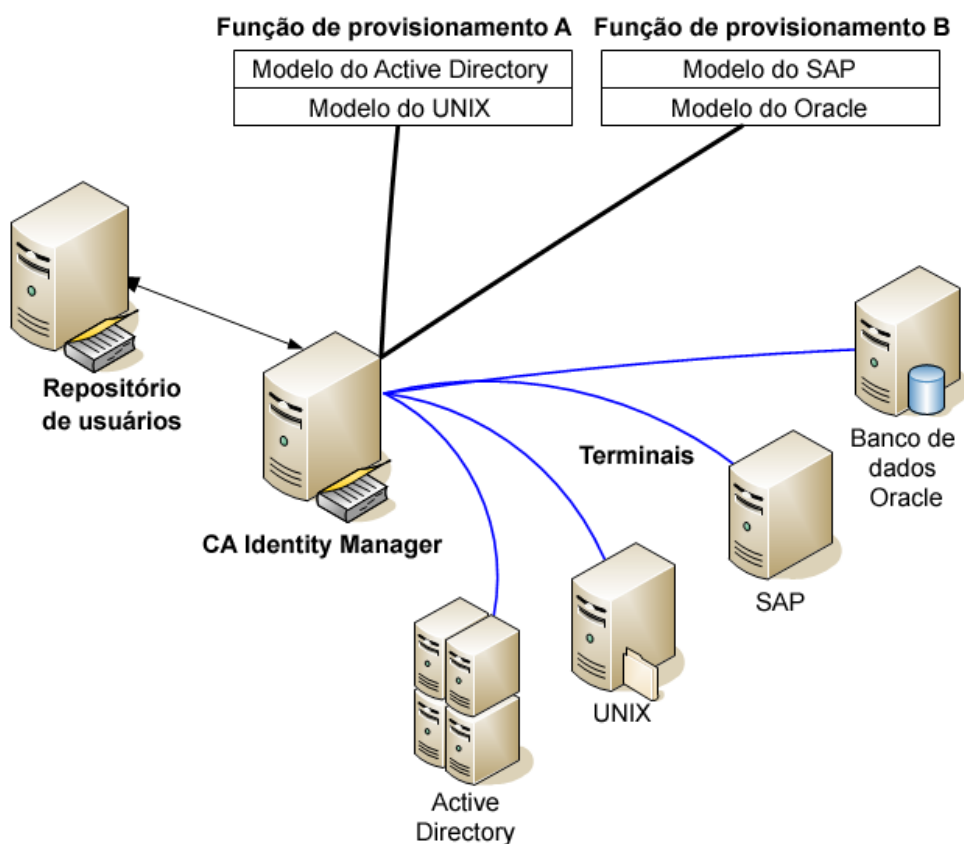 Função de provisionamento A
Modelo do Active Directory
Modelo do UNIX
Função de provisionamento B
Modelo do SAP
Modelo do Oracle
Repositório
de usuários
CA Identity Manager
Terminais
Banco de
dados
Oracle
SAP
UNIX
Active
Directory